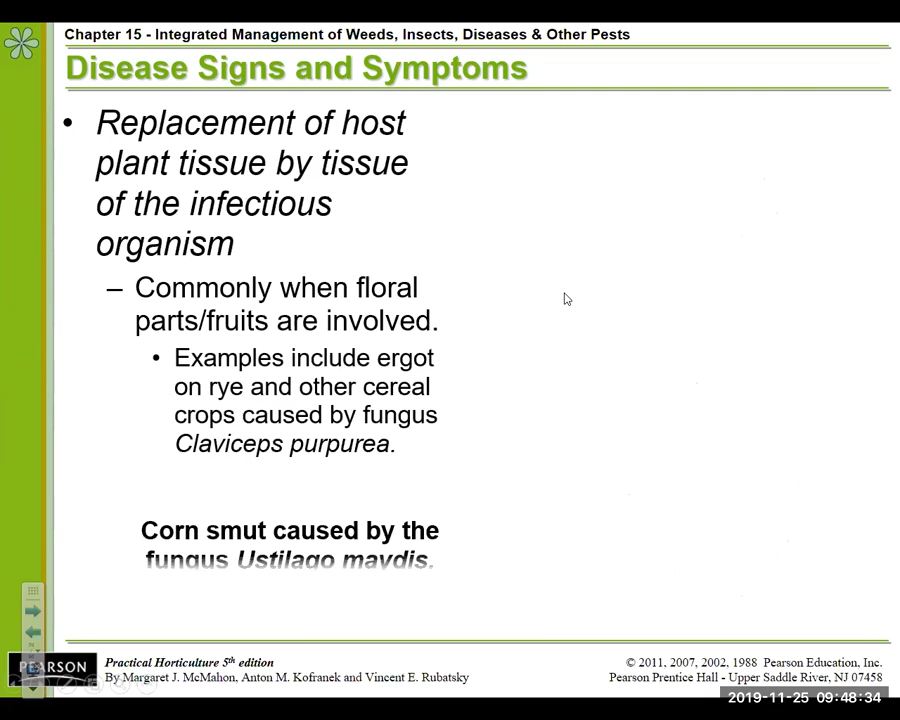 Chapter 15 - Integrated Management of Weeds, Insects, Diseases & Other Pests
Disease Signs and Symptoms
• Replacement of host
plant tissue by tissue
of the infectious
organism
– Commonly when floral
parts/fruits are involved.
• Examples include ergot
on rye and other cereal
crops caused by fungus
Claviceps purpurea.
Corn smut caused by the
fungus Ustilago maydis.
PEARSON
Practical Horticulture 5th edition
By Margaret J. McMahon, Anton M. Kofranek and Vincent E. Rubatsky
© 2011, 2007, 2002, 1988 Pearson Education, Inc.
Pearson Prentice Hall - Upper Saddle River, NJ 07458
2019-11-25 09:48:34